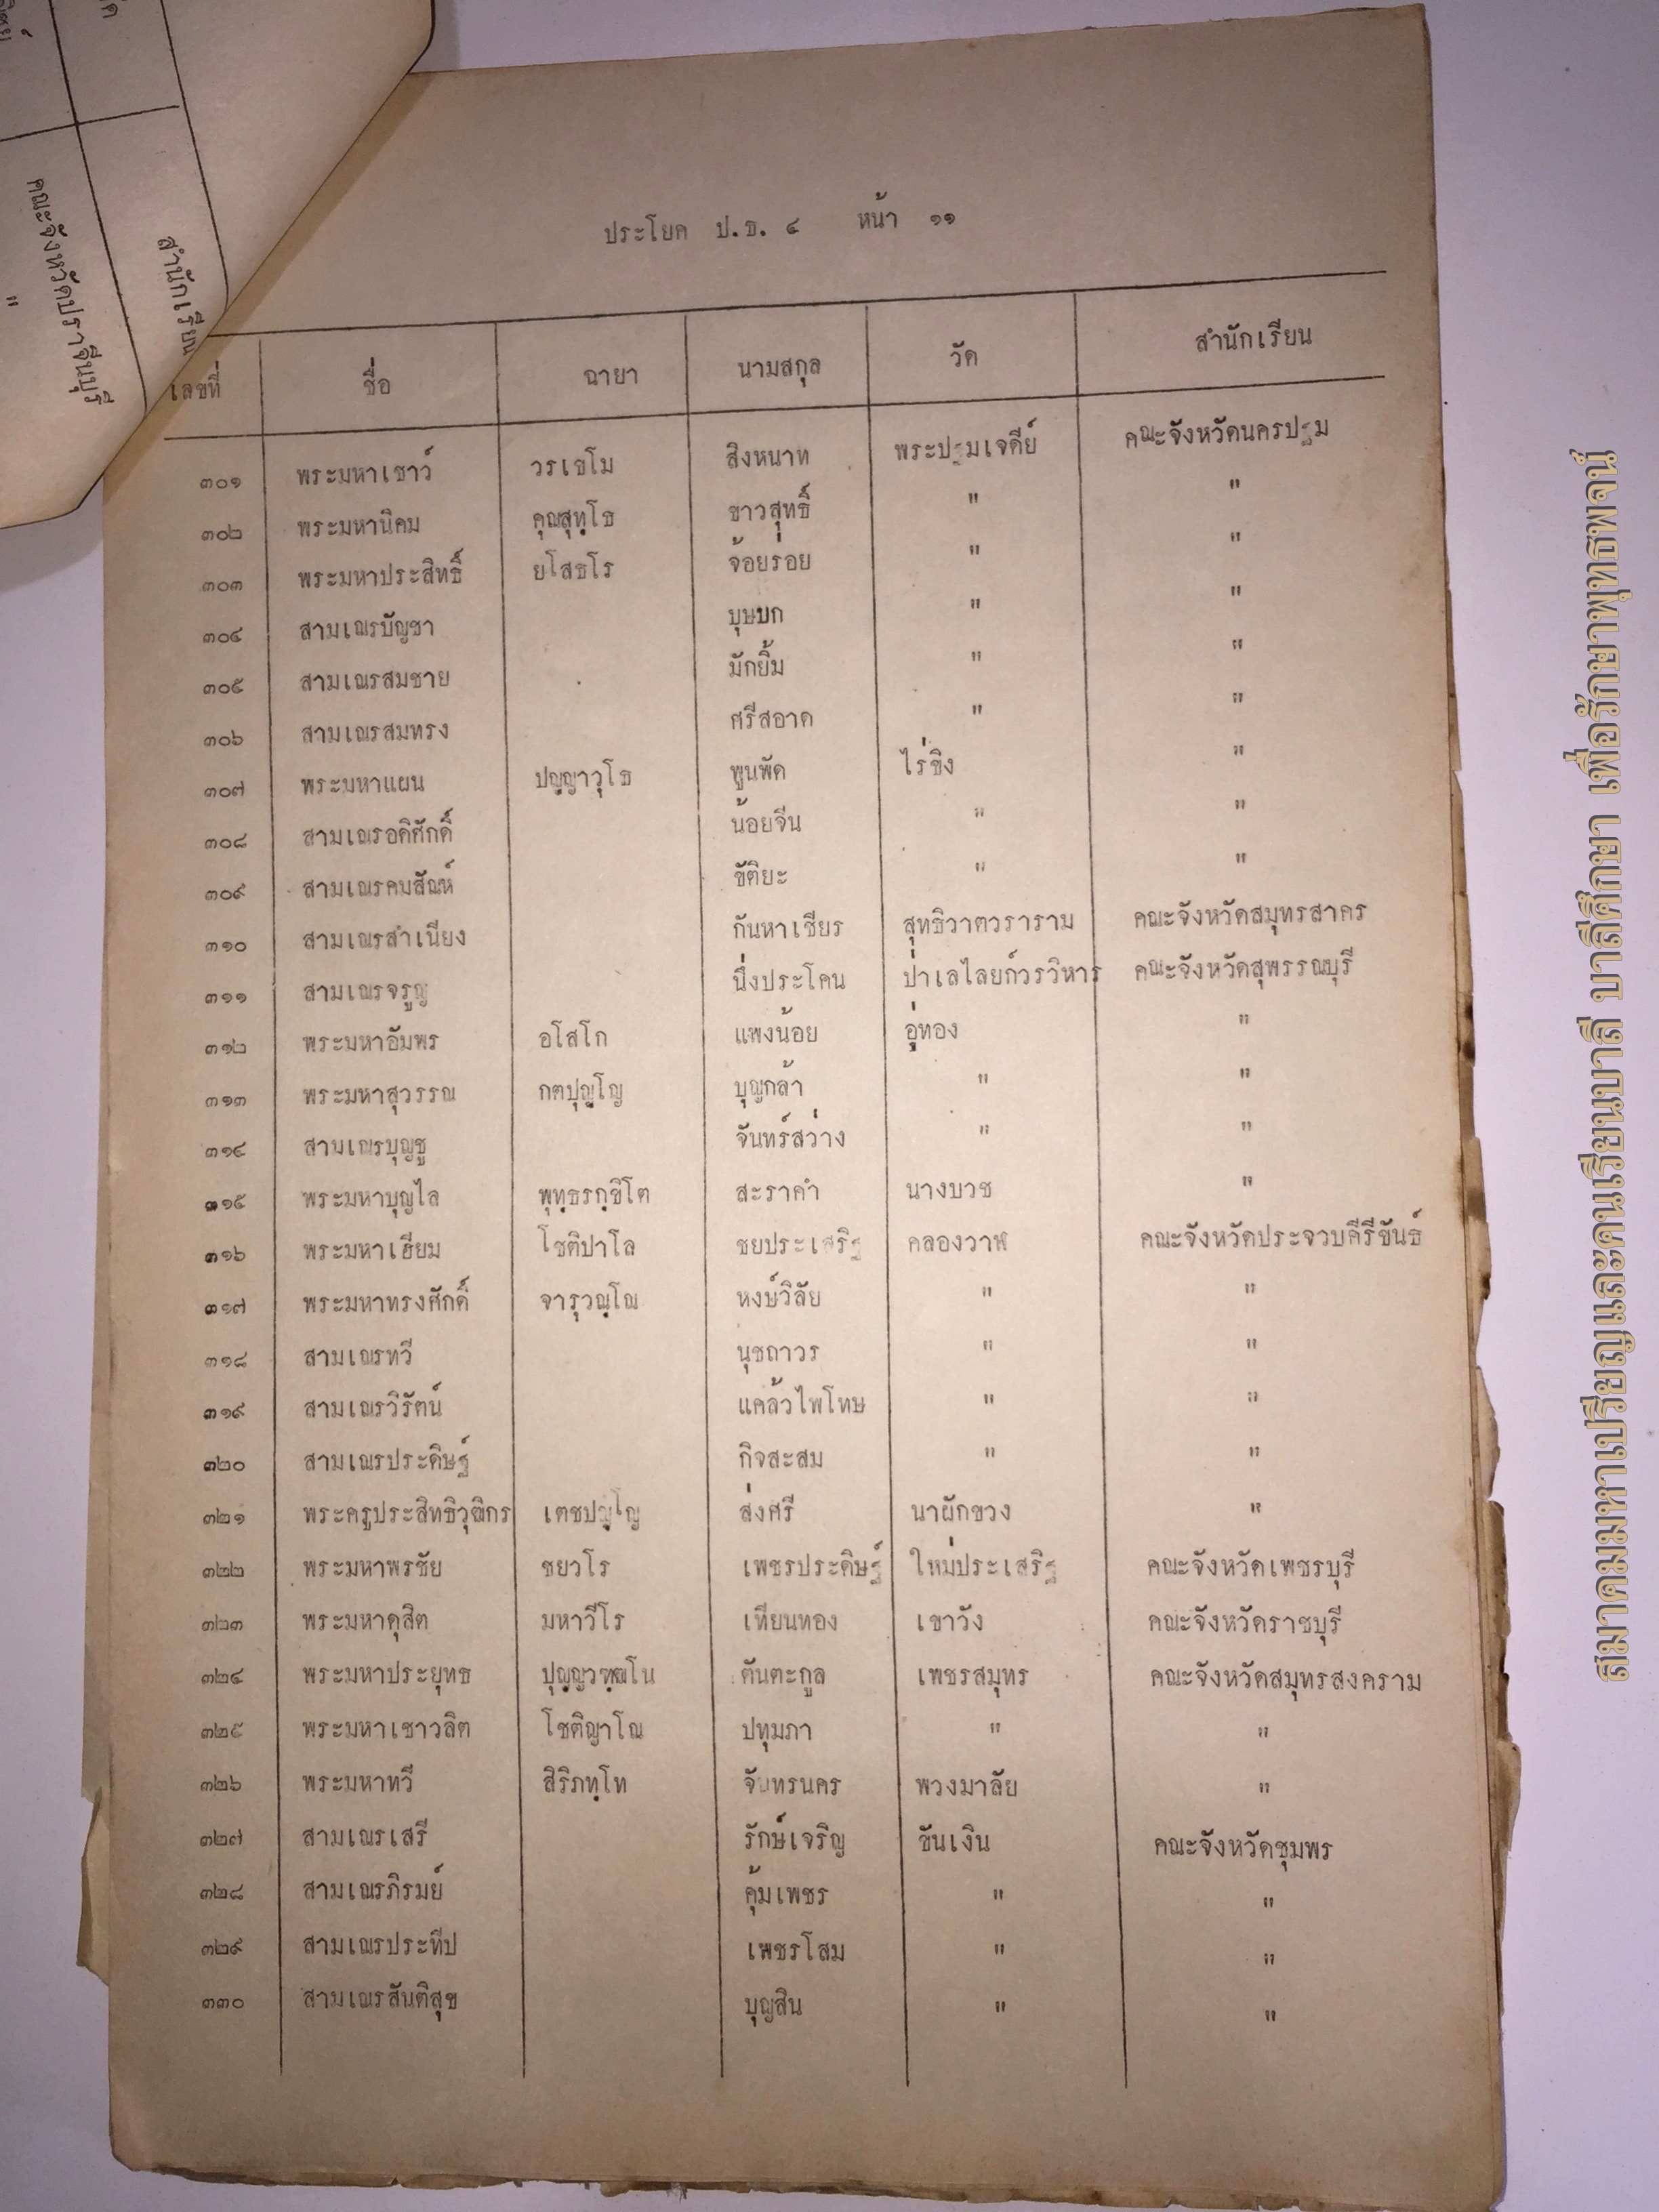 ประโยค ป.ธ. ๔ หน้า ๑๑
เลขที่ ชื่อ ฉายา นามสกุล วัด สำนักเรียน
๓๐๑ พระมหาเชาว์ วรเธโม สิงหนาท พระปฐมเจดีย์ คณะจังหวัดนครปฐม
๓๐๒ พระมหานิคม คุณสุทฺโธ ขาวสุทธิ์ " "
๓๐๓ พระมหาประสิทธิ์ ยโสธโร จ้อยร่อย " "
๓๐๔ สามเณรบัญชา บุษบก " "
๓๐๕ สามเณรสมชาย มักยิ้ม " "
๓๐๖ สามเณรสมทรง ศรีสอาด " "
๓๐๗ พระมหาแผน ปญฺญาวุโธ พูนพัด ไร่ขิง "
๓๐๘ สามเณรอดิศักดิ์ น้อยจีน " "
๓๐๙ สามเณรคมสัณห์ ขัติยะ " "
๓๑๐ สามเณรสำเนียง กันหาเชียร สุทธิวาตวราราม คณะจังหวัดสมุทรสาคร
๓๑๑ สามเณรจรูญ นึ่งประโคน ป่าเลไลยก์วรวิหาร คณะจังหวัดสุพรรณบุรี
๓๑๒ พระมหาอัมพร อโสโก แพงน้อย อู่ทอง "
๓๑๓ พระมหาสุวรรณ กตปุญฺโญ บุญกล้า " "
๓๑๔ สามเณรบุญชู จันทร์สว่าง " "
๓๑๕ พระมหาบุญไล พุทฺธรกฺขิโต สะราคำ นางบวช "
๓๑๖ พระมหาเธียม โชติปาโล ชยประเสริฐ คลองวาฬ คณะจังหวัดประจวบคีรีขันธ์
๓๑๗ พระมหาทรงศักดิ์ จารุวณฺโณ หงษ์วิลัย " "
๓๑๘ สามเณรทวี นุชถาวร " "
๓๑๙ สามเณรวิรัตน์ แคล้วไพโทษ " "
๓๒๐ สามเณรประดิษฐ์ กิจสะสม " "
๓๒๑ พระครูประสิทธิวุฒิกร เตชปญฺโญ ส่งศรี นาผักขวง "
๓๒๒ พระมหาพรชัย ชยวโร เพชรประดิษฐ์ ใหม่ประเสริฐ คณะจังหวัดเพชรบุรี
๓๒๓ พระมหาดุสิต มหาวีโร เทียนทอง เขาวัง คณะจังหวัดราชบุรี
๓๒๔ พระมหาประยุทธ ปุญฺญวฑฺฒโน ตันตะกูล เพชรสมุทร คณะจังหวัดสมุทรสงคราม
๓๒๕ พระมหาเชาวลิต โชติญาโณ ปทุมภา " "
๓๒๖ พระมหาทวี สิริภทฺโท จันทรนคร พวงมาลัย "
๓๒๗ สามเณรเสรี รักษ์เจริญ ขันเงิน คณะจังหวัดชุมพร
๓๒๘ สามเณรภิรมย์ คุ้มเพชร " "
๓๒๙ สามเณรประทีป เพชรโสม " "
๓๓๐ สามเณรสันติสุข บุญสิน " "
สำนักเรียน
คณะจังหวัดปราจีนบุรี
"
สมาคมมหาเปรียญและคนเรียนบาลี บาลีศึกษา เพื่อรักษาพุทธพจน์